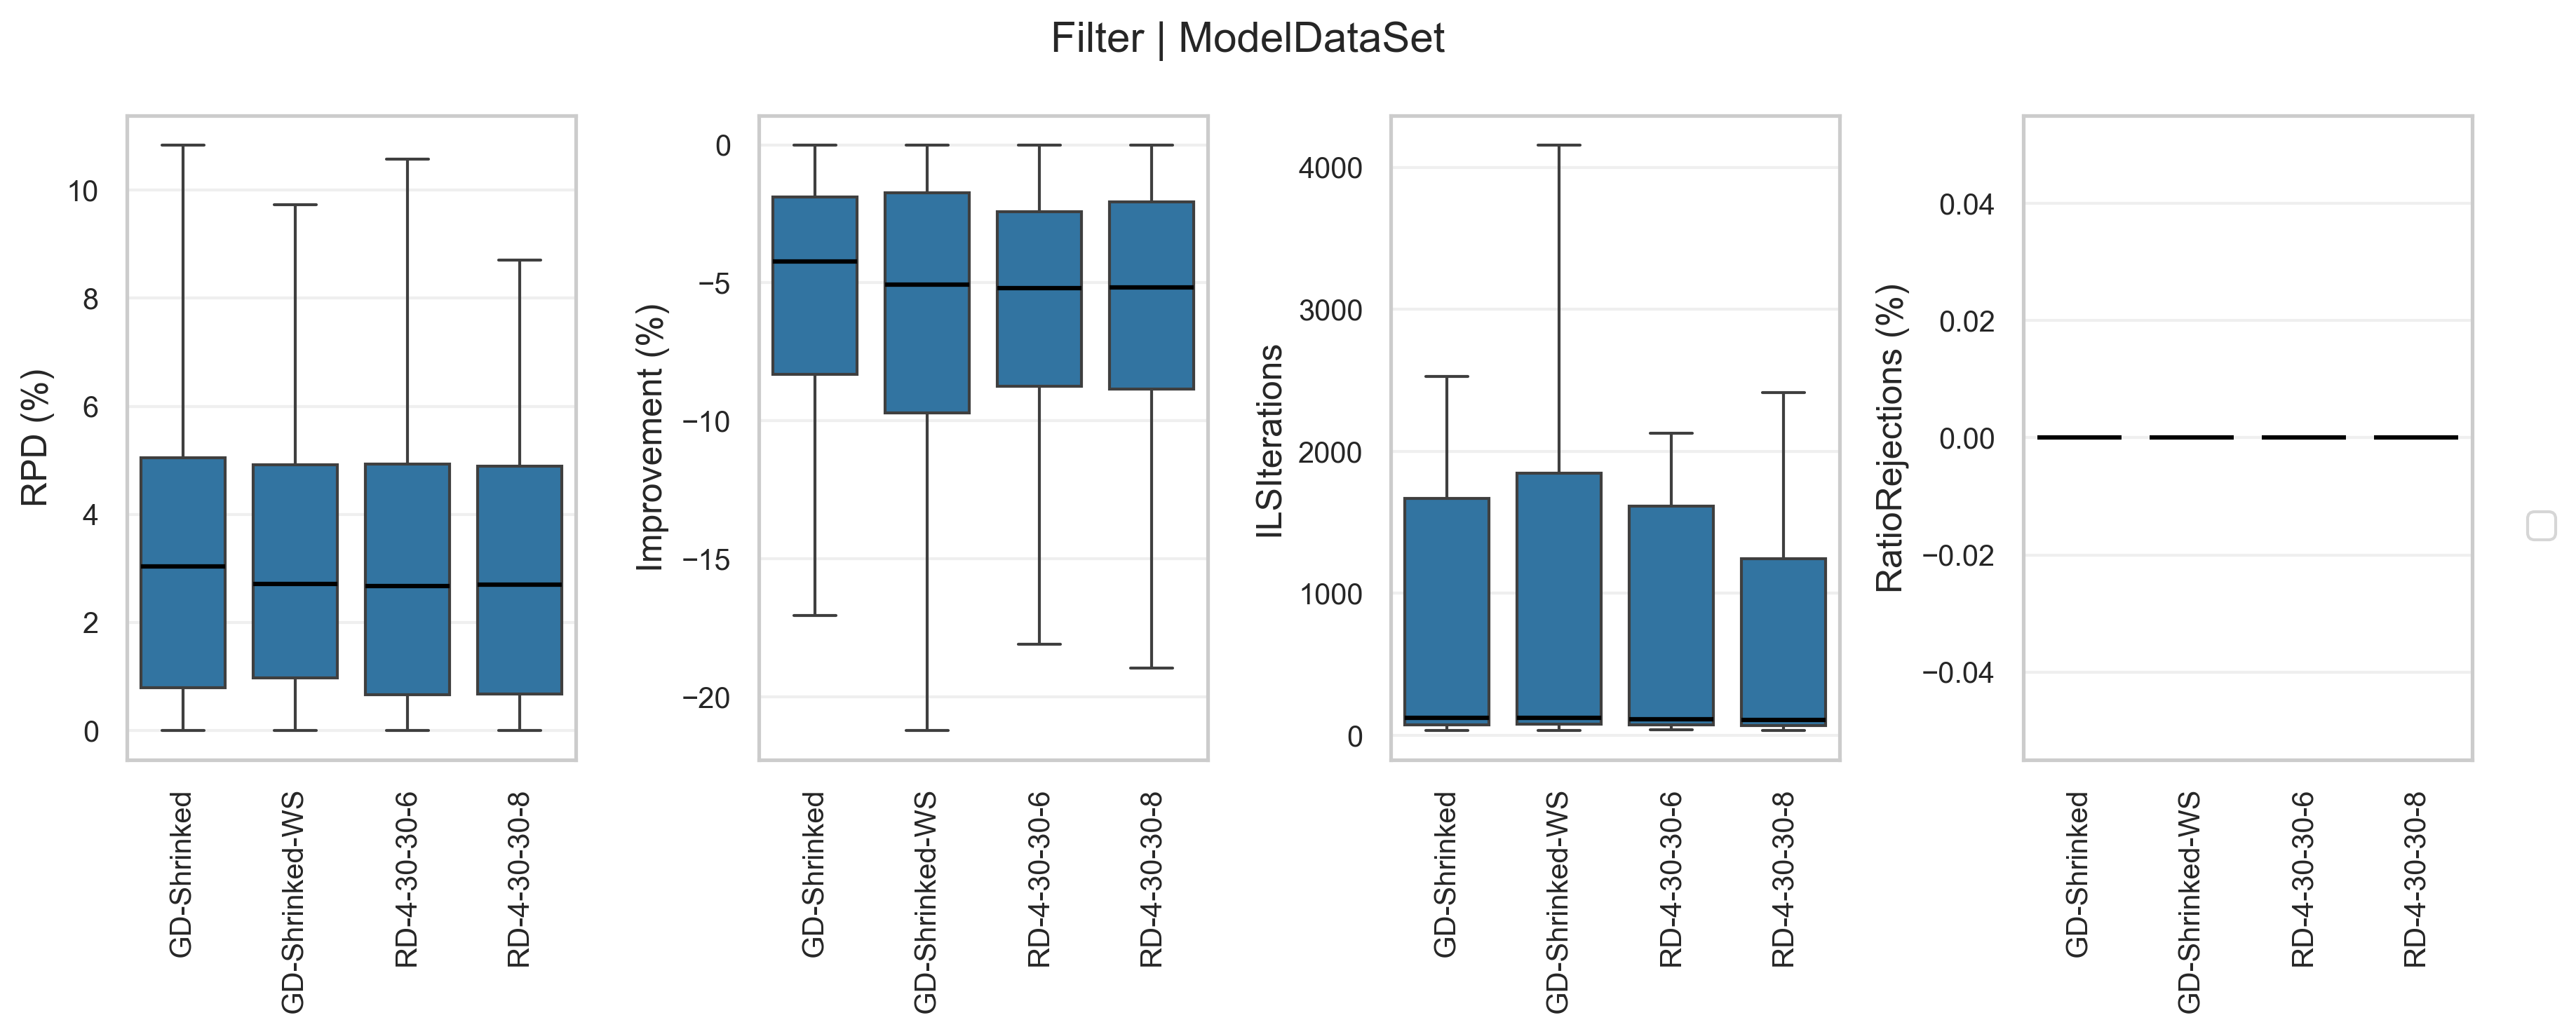 Filter | ModelDataSet
RPD (%)
10
8
6
4
2
0
GD-Shrinked
GD-Shrinked-WS
RD-4-30-30-6
RD-4-30-30-8
Improvement (%)
0
−5
−10
−15
−20
GD-Shrinked
GD-Shrinked-WS
RD-4-30-30-6
RD-4-30-30-8
ILSIterations
4000
3000
2000
1000
0
GD-Shrinked
GD-Shrinked-WS
RD-4-30-30-6
RD-4-30-30-8
RatioRejections (%)
0.04
0.02
0.00
−0.02
−0.04
GD-Shrinked
GD-Shrinked-WS
RD-4-30-30-6
RD-4-30-30-8